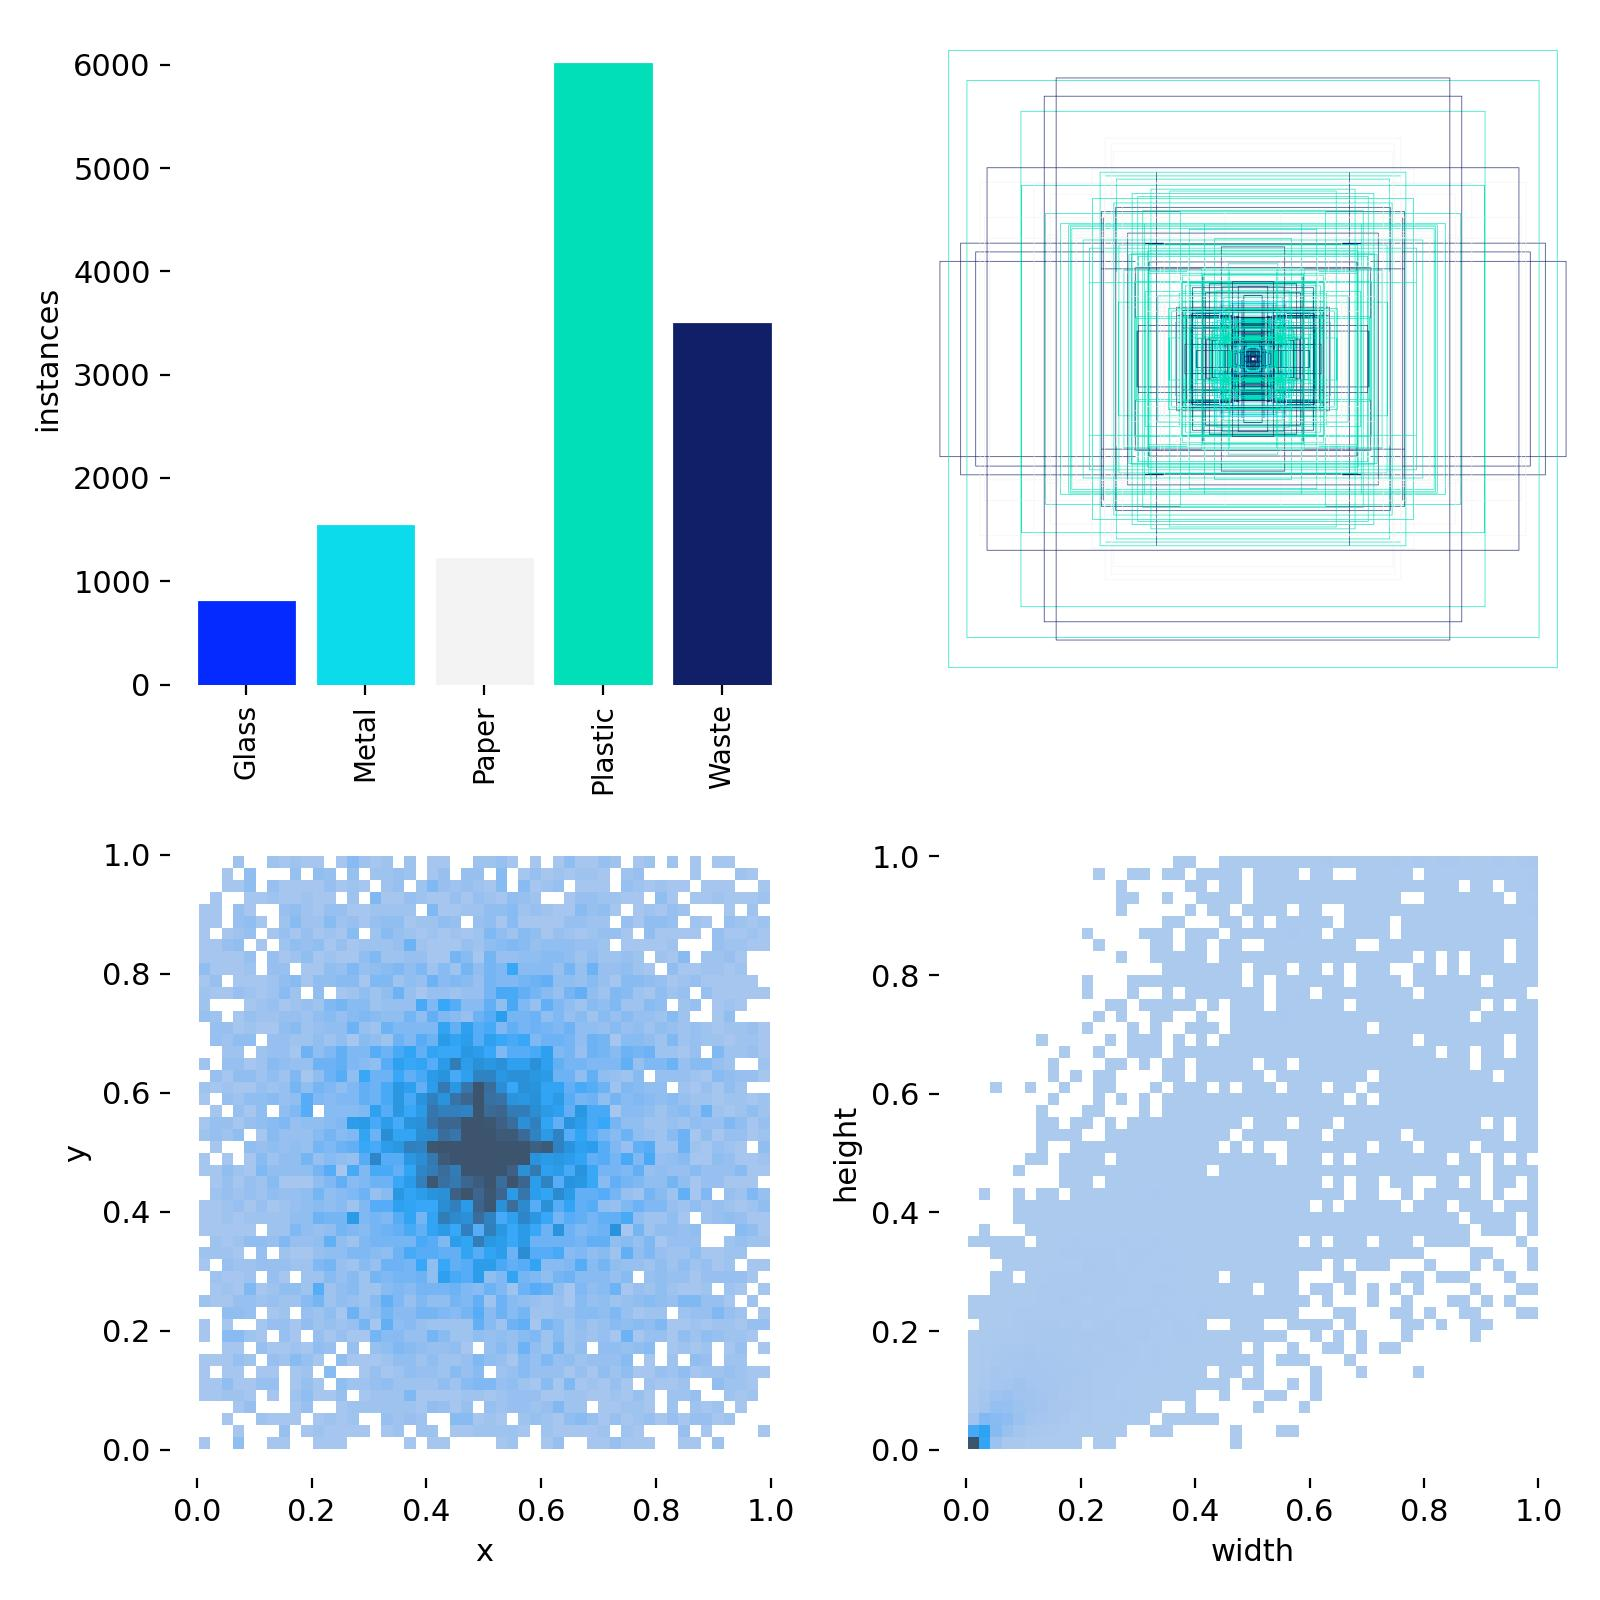 instances
6000
5000
4000
3000
2000
1000
0
Glass
Metal
Paper
Plastic
Waste
y
1.0
0.8
0.6
0.4
0.2
0.0
0.0 0.2 0.4 0.6 0.8 1.0
x
height
1.0
0.8
0.6
0.4
0.2
0.0
0.0 0.2 0.4 0.6 0.8 1.0
width